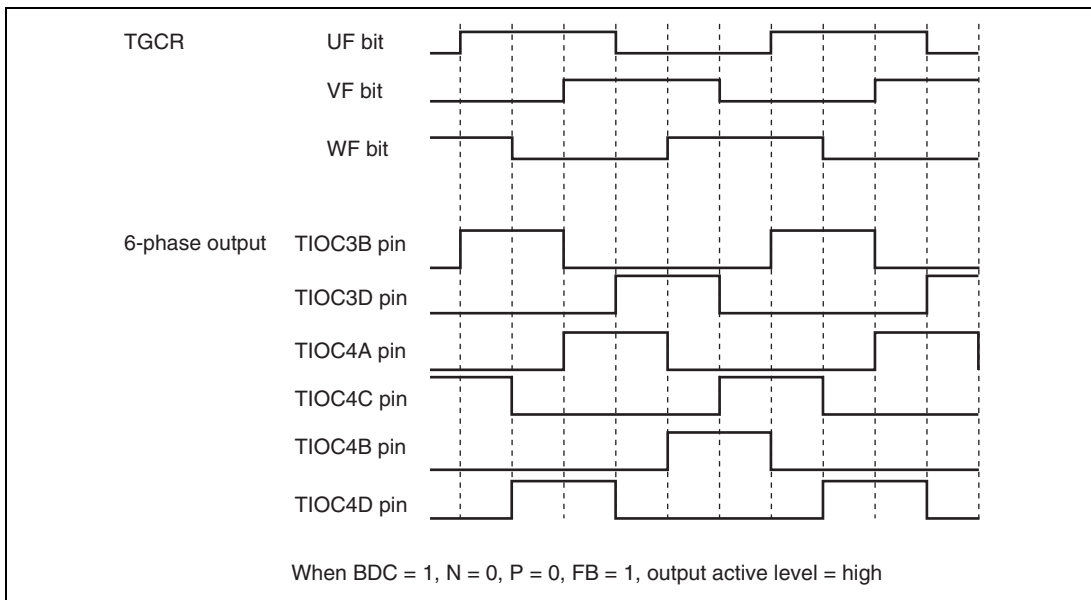 TGCR UF bit
VF bit
WF bit
6-phase output TIOC3B pin
TIOC3D pin
TIOC4A pin
TIOC4C pin
TIOC4B pin
TIOC4D pin
When BDC = 1, N = 0, P = 0, FB = 1, output active level = high